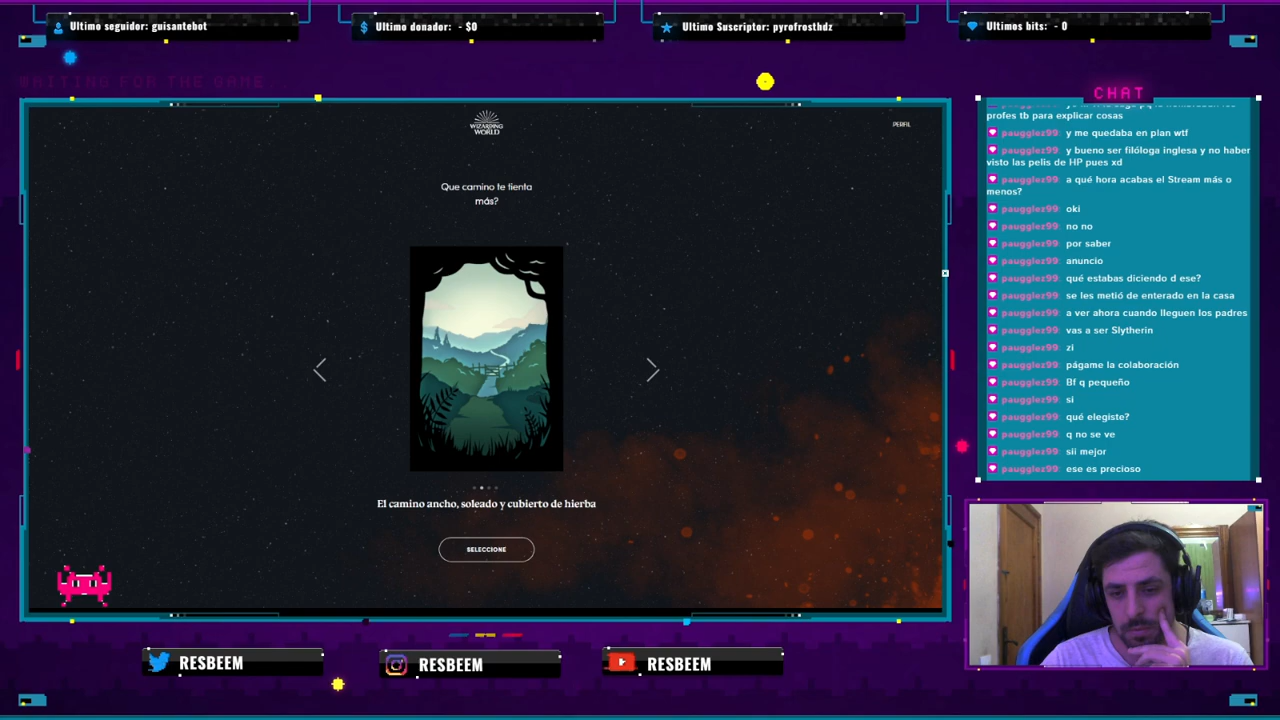 Ultimo seguidor: guisantebot
Ultimo donador: - $0
Ultimo Suscriptor: pyrofrosthdz
Ultimos bits: - 0
WAITING FOR THE GAME
WIZARDING
WORLD
PERFIL
Que camino te tienta
más?
El camino ancho, soleado y cubierto de hierba
SELECCIONE
CHAT
profes tb para explicar cosas
paugglez99: y me quedaba en plan wtf
paugglez99: y bueno ser filóloga inglesa y no haber
visto las pelis de HP pues xd
paugglez99: a qué hora acabas el Stream más o
menos?
paugglez99: oki
paugglez99: no no
paugglez99: por saber
paugglez99: anuncio
paugglez99: qué estabas diciendo d ese?
paugglez99: se les metió de enterado en la casa
paugglez99: a ver ahora cuando lleguen los padres
paugglez99: vas a ser Slytherin
paugglez99: zi
paugglez99: págame la colaboración
paugglez99: Bf q pequeño
paugglez99: si
paugglez99: qué elegiste?
paugglez99: q no se ve
paugglez99: sii mejor
paugglez99: ese es precioso
RESBEEM
RESBEEM
RESBEEM